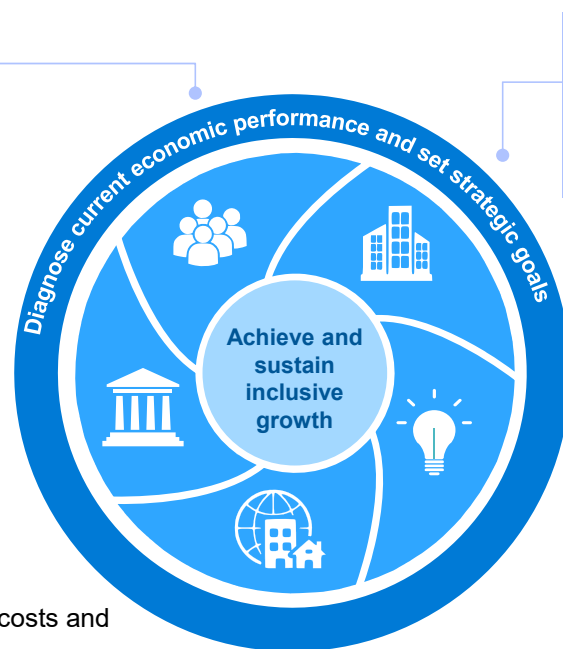 Diagnose current economic performance and set strategic goals
Achieve and
sustain
inclusive
growth
costs and